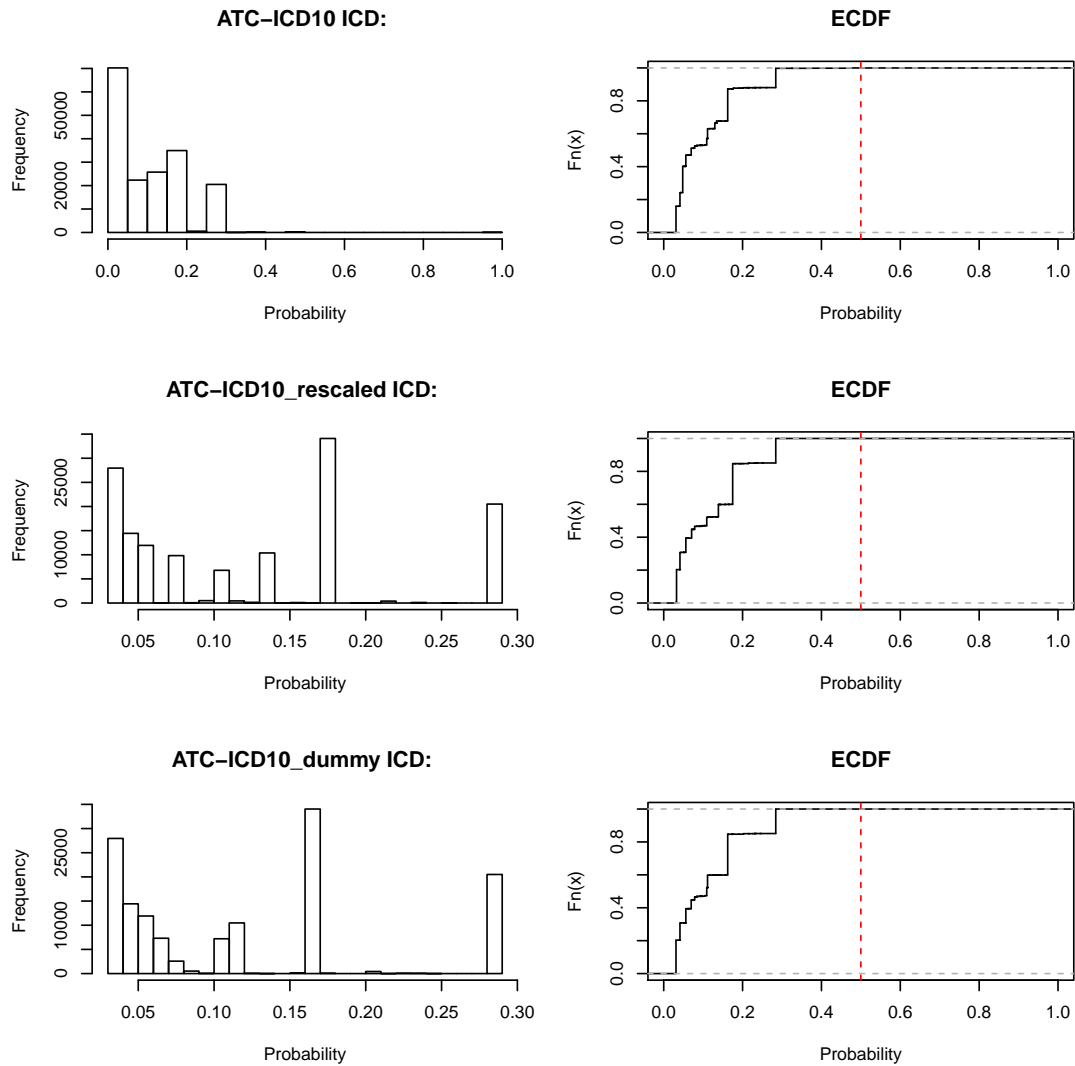 ATC−ICD10 ICD:
Frequency
0 20000 50000
0.0 0.2 0.4 0.6 0.8 1.0
Probability
ECDF
Fn(x)
0.0 0.4 0.8
0.0 0.2 0.4 0.6 0.8 1.0
Probability
ATC−ICD10_rescaled ICD:
Frequency
0 10000 25000
0.05 0.10 0.15 0.20 0.25 0.30
Probability
ECDF
Fn(x)
0.0 0.4 0.8
0.0 0.2 0.4 0.6 0.8 1.0
Probability
ATC−ICD10_dummy ICD:
Frequency
0 10000 25000
0.05 0.10 0.15 0.20 0.25 0.30
Probability
ECDF
Fn(x)
0.0 0.4 0.8
0.0 0.2 0.4 0.6 0.8 1.0
Probability